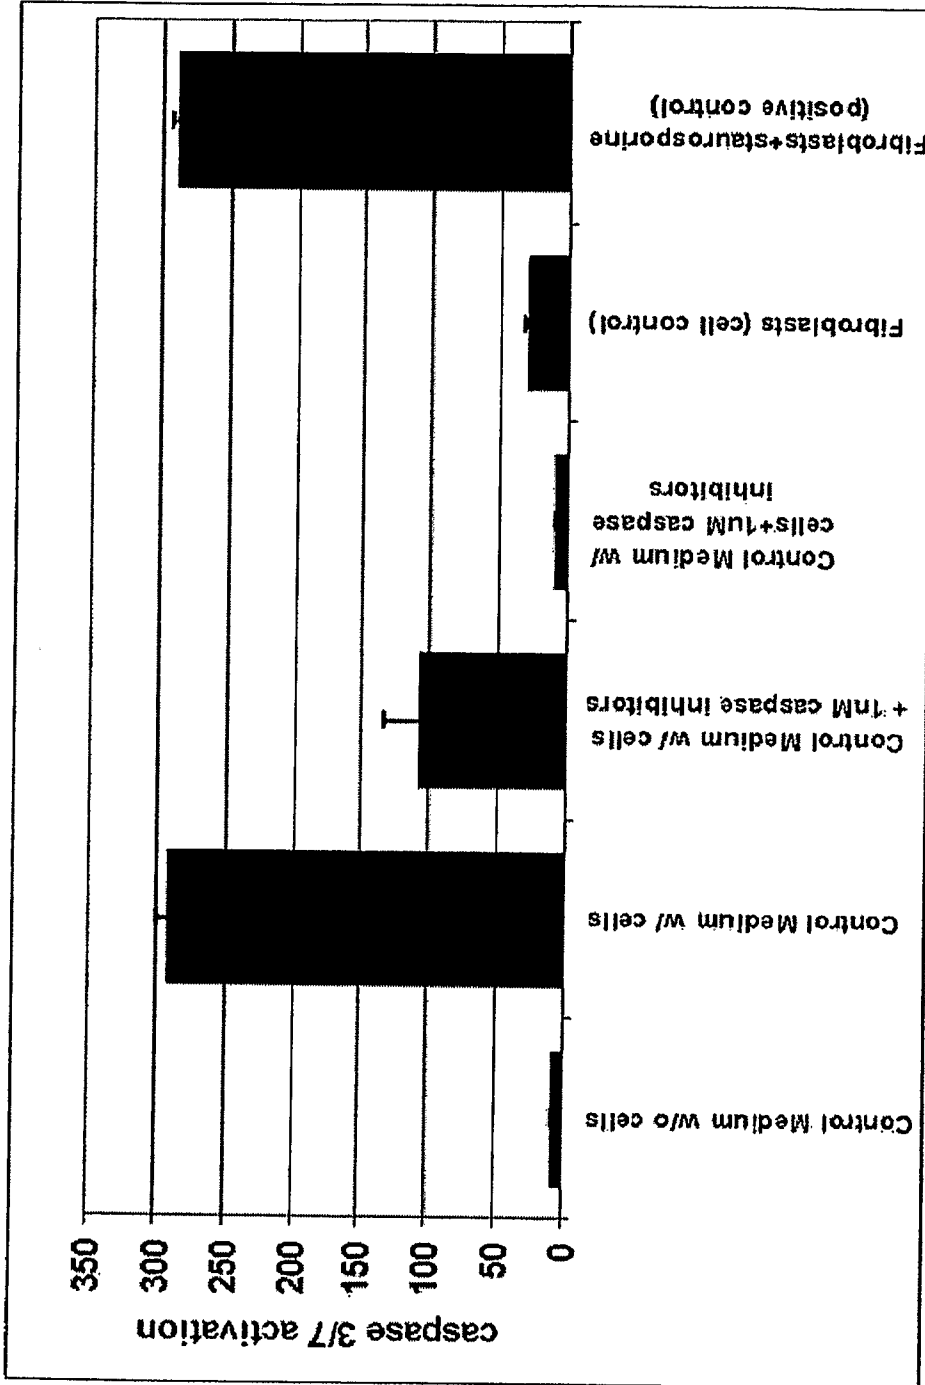 caspase 3/7 activation
350
300
250
200
150
100
50
0
Control Medium w/o cells
Control Medium w/ cells
Control Medium w/ cells
+ 1nM caspase inhibitors
Control Medium w/
cells+1uM caspase
inhibitors
Fibroblasts (cell control)
Fibroblasts+staurosporine
(positive control)